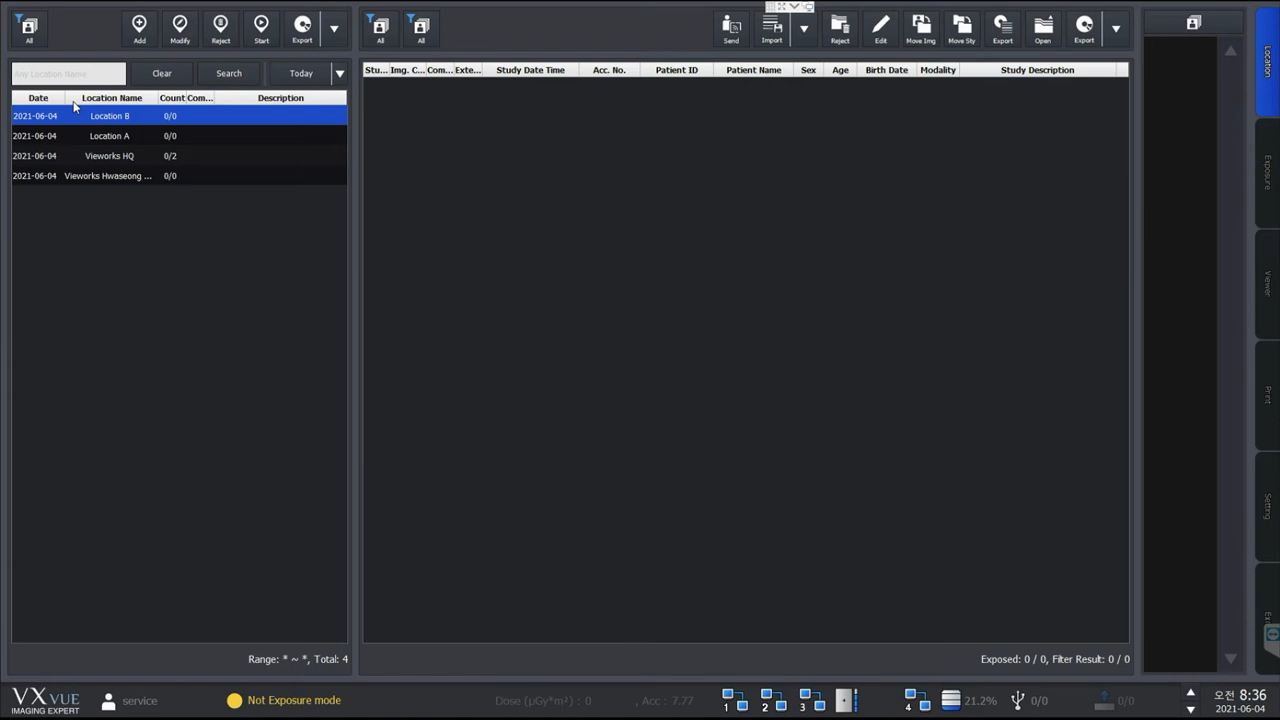 All Add Modify Reject Start Export All All Send Import Reject Edit Move Img Move Sty Export Open Export
Any Location Name Clear Search Today
Stu... Img. C... Com... Exte... Study Date Time Acc. No. Patient ID Patient Name Sex Age Birth Date Modality Study Description
Date Location Name Count Com... Description
2021-06-04 Location B 0/0
2021-06-04 Location A 0/0
2021-06-04 Vieworks HQ 0/2
2021-06-04 Vieworks Hwaseong ... 0/0
Range: * ~ *, Total: 4
Exposed: 0 / 0, Filter Result: 0 / 0
Location
Exposure
Viewer
Print
Setting
VXVUE
IMAGING EXPERT
service
Not Exposure mode
Dose (μGy*m²) : 0 , Acc : 7.77
1 2 3 4 21.2% 0/0 0/0
오전 8:36
2021-06-04